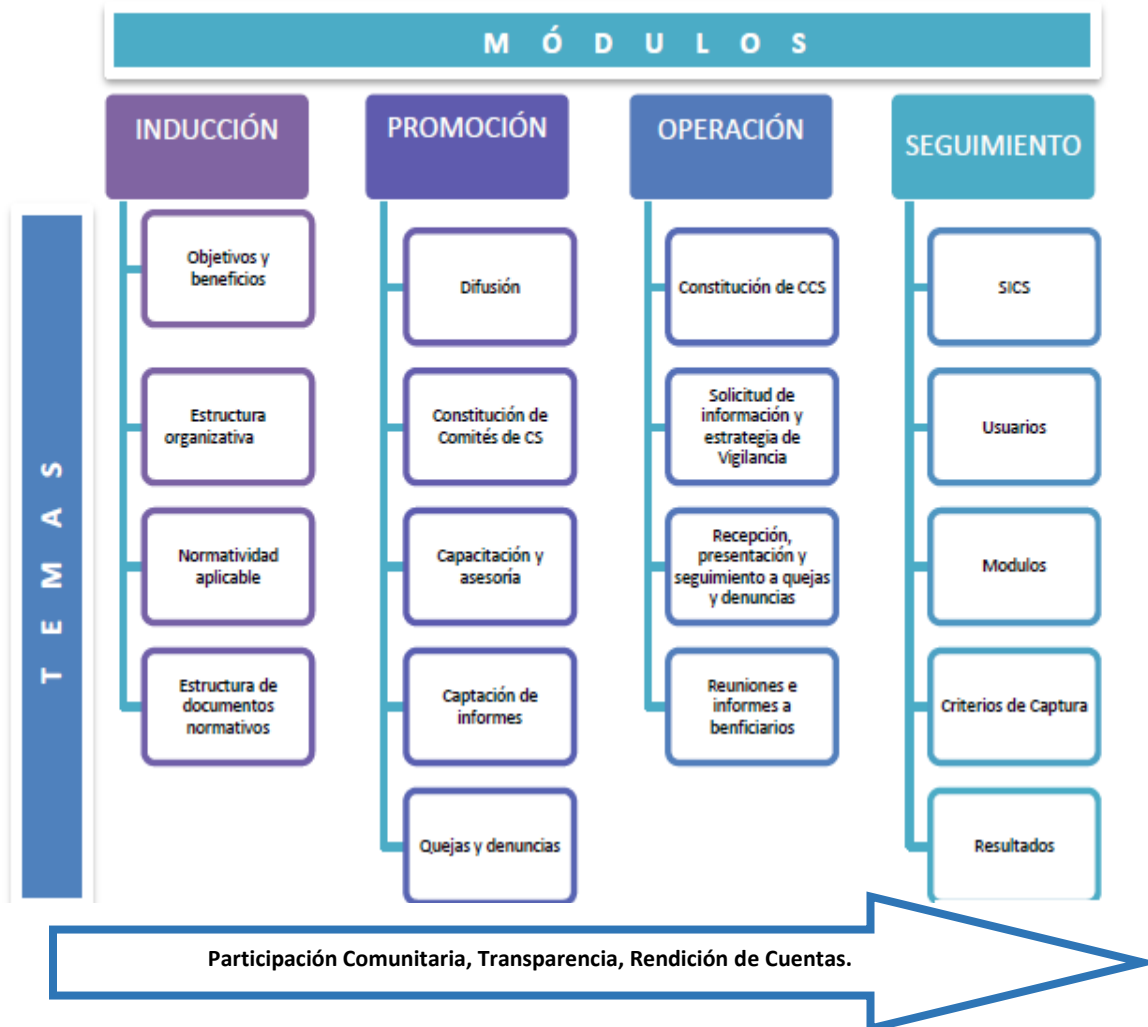 M Ó D U L O S
INDUCCIÓN
PROMOCIÓN
OPERACIÓN
SEGUIMIENTO
T E M A S
Objetivos y
beneficios
Estructura
organizativa
Normatividad
aplicable
Estructura de
documentos
normativos
Difusión
Constitución de
Comités de CS
Capacitación y
asesoría
Captación de
informes
Quejas y denuncias
Constitución de CCS
Solicitud de
información y
estrategia de
Vigilancia
Recepción,
presentación y
seguimiento a quejas
y denuncias
Reuniones e
informes a
benficiarios
SICS
Usuarios
Modulos
Criterios de Captura
Resultados
Participación Comunitaria, Transparencia, Rendición de Cuentas.